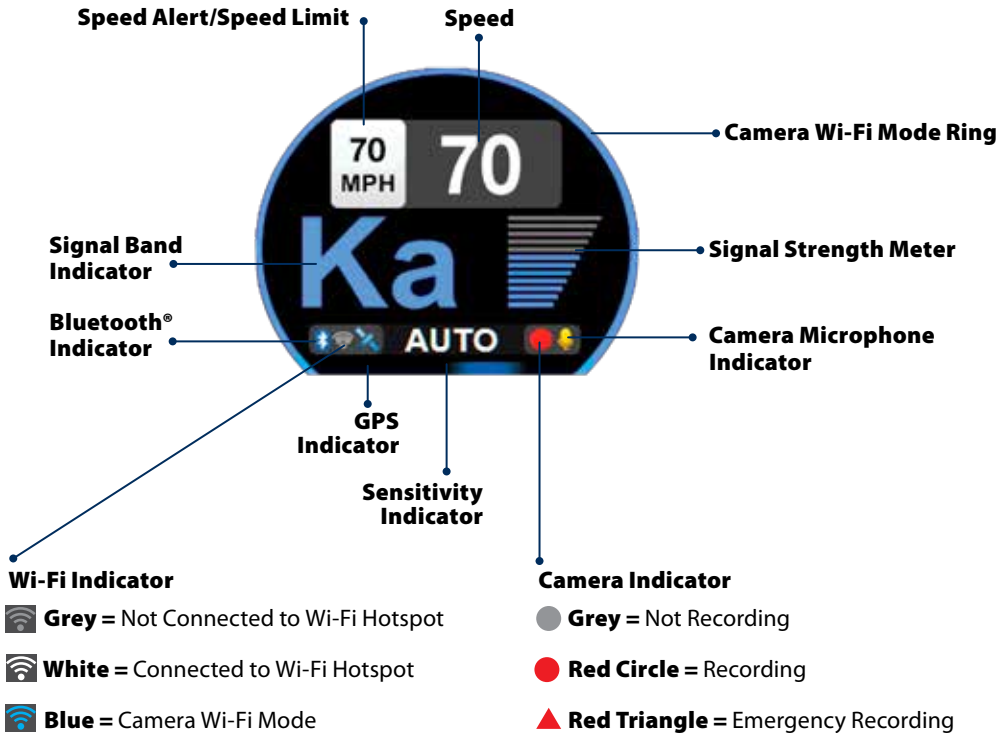 Speed Alert/Speed Limit
Speed
70
MPH
70
Camera Wi-Fi Mode Ring
Ka
Signal Band
Indicator
Signal Strength Meter
Bluetooth®
Indicator
AUTO
Camera Microphone
Indicator
GPS
Indicator
Sensitivity
Indicator
Wi-Fi Indicator
Grey = Not Connected to Wi-Fi Hotspot
White = Connected to Wi-Fi Hotspot
Blue = Camera Wi-Fi Mode
Camera Indicator
Grey = Not Recording
Red Circle = Recording
Red Triangle = Emergency Recording